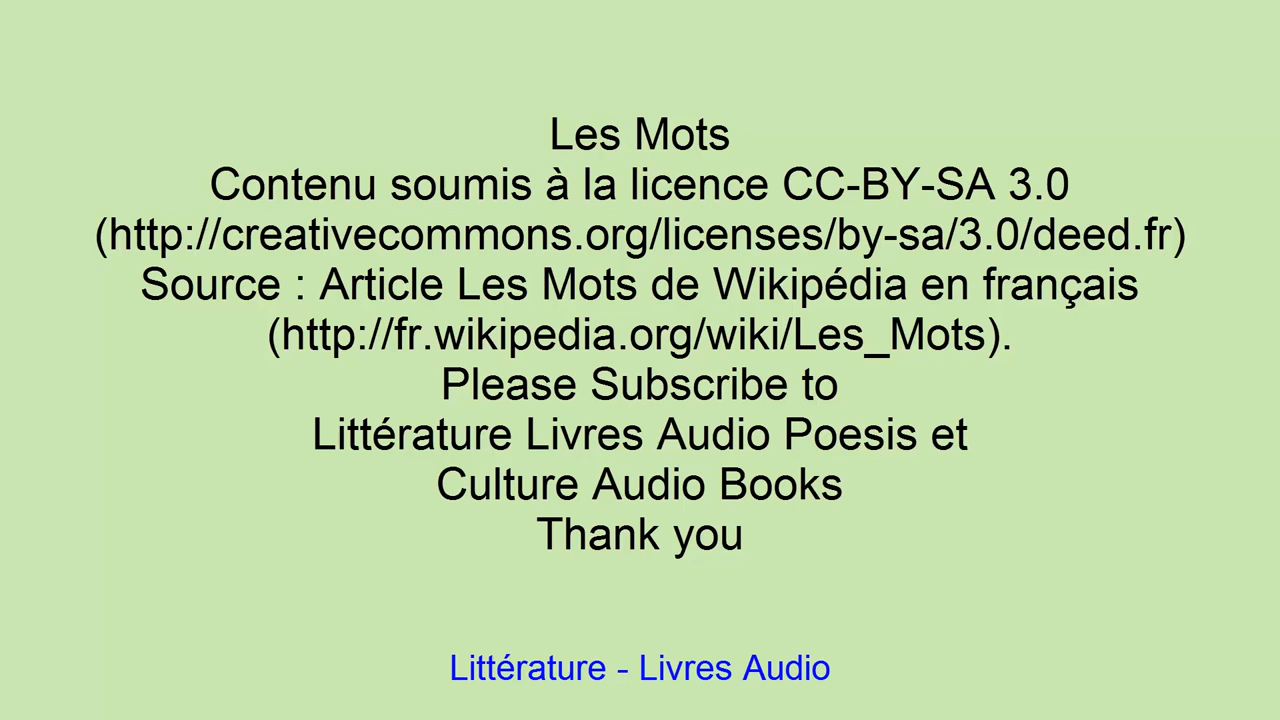 Les Mots
Contenu soumis à la licence CC-BY-SA 3.0
(http://creativecommons.org/licenses/by-sa/3.0/deed.fr)
Source : Article Les Mots de Wikipédia en français
(http://fr.wikipedia.org/wiki/Les_Mots).
Please Subscribe to
Littérature Livres Audio Poesis et
Culture Audio Books
Thank you
Littérature - Livres Audio